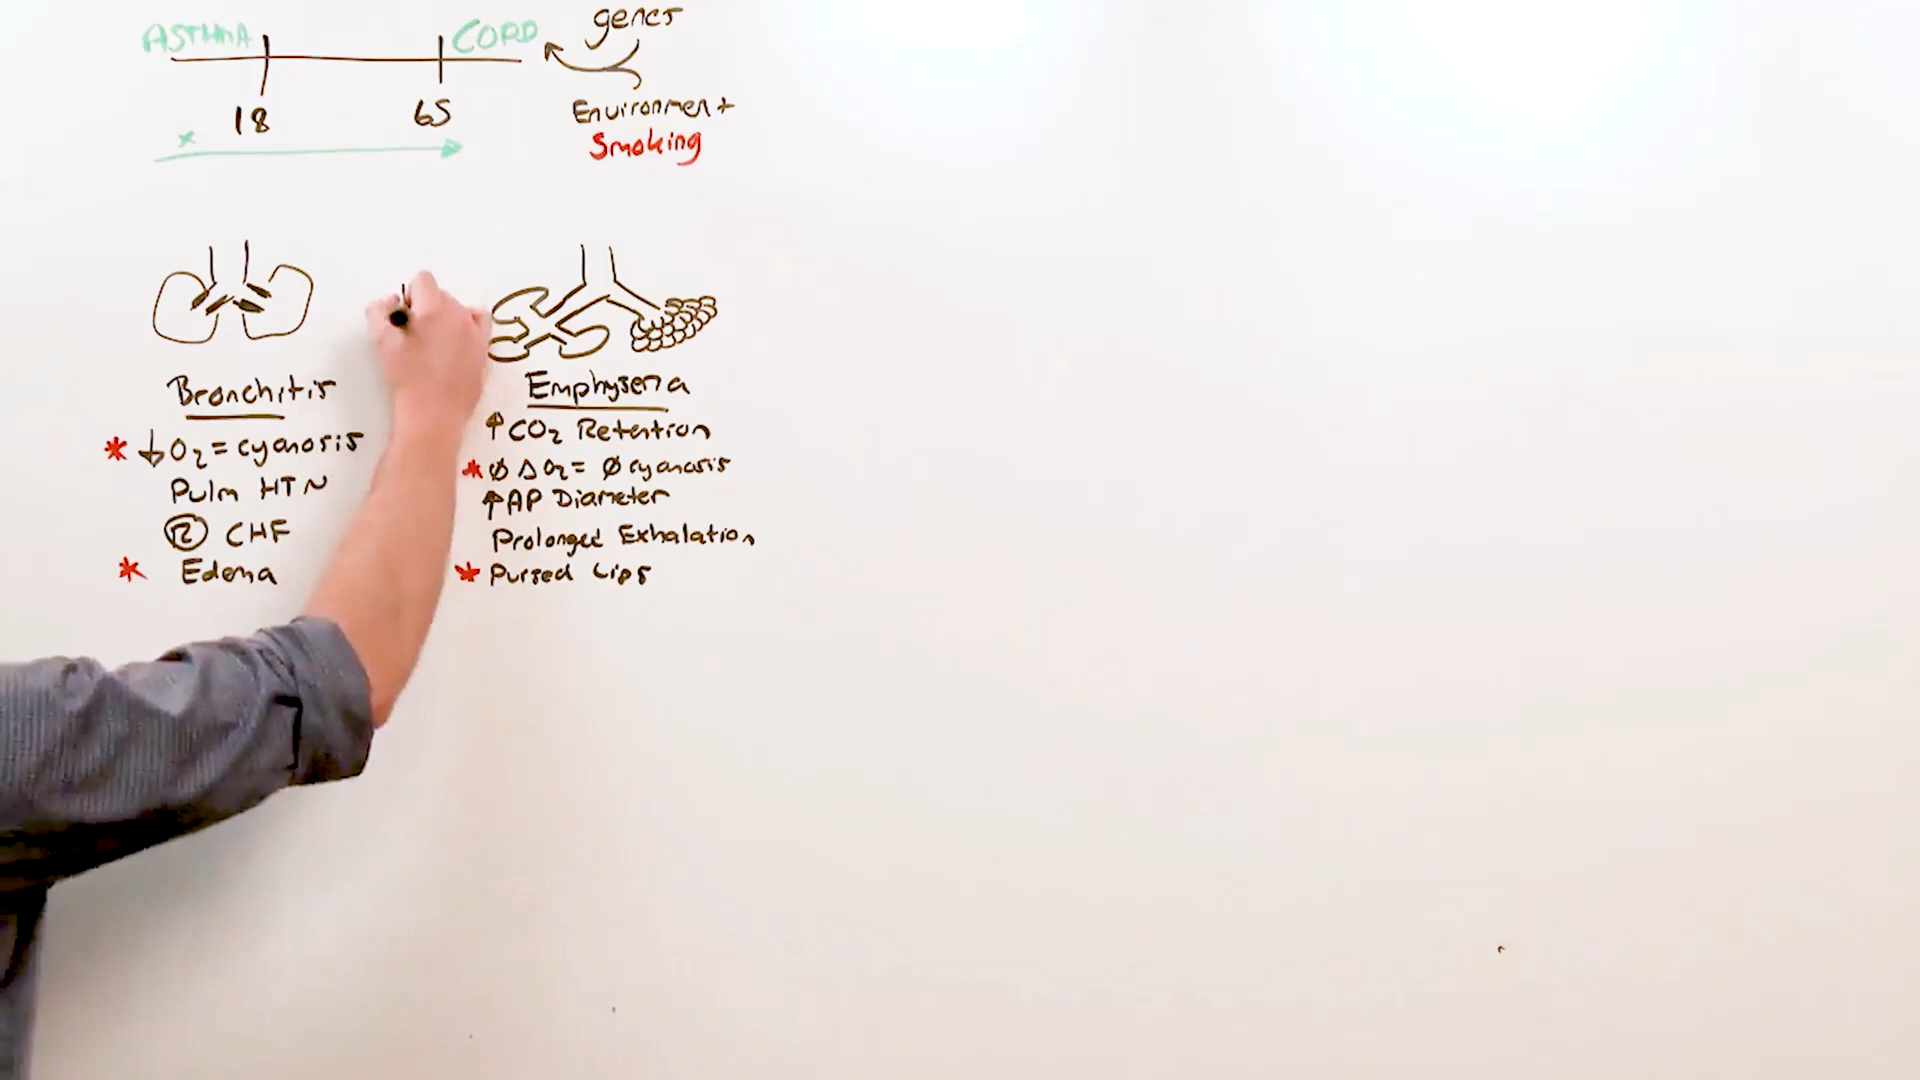 ASTHMA COPD genes
18 65 Environment
Smoking
Bronchitis
* ↓O₂ = cyanosis
Pulm HTN
Ⓡ CHF
* Edema
Emphysema
↑CO₂ Retention
* ∅ Δ O₂ = ∅ cyanosis
↑AP Diameter
Prolonged Exhalation
* Pursed Lips